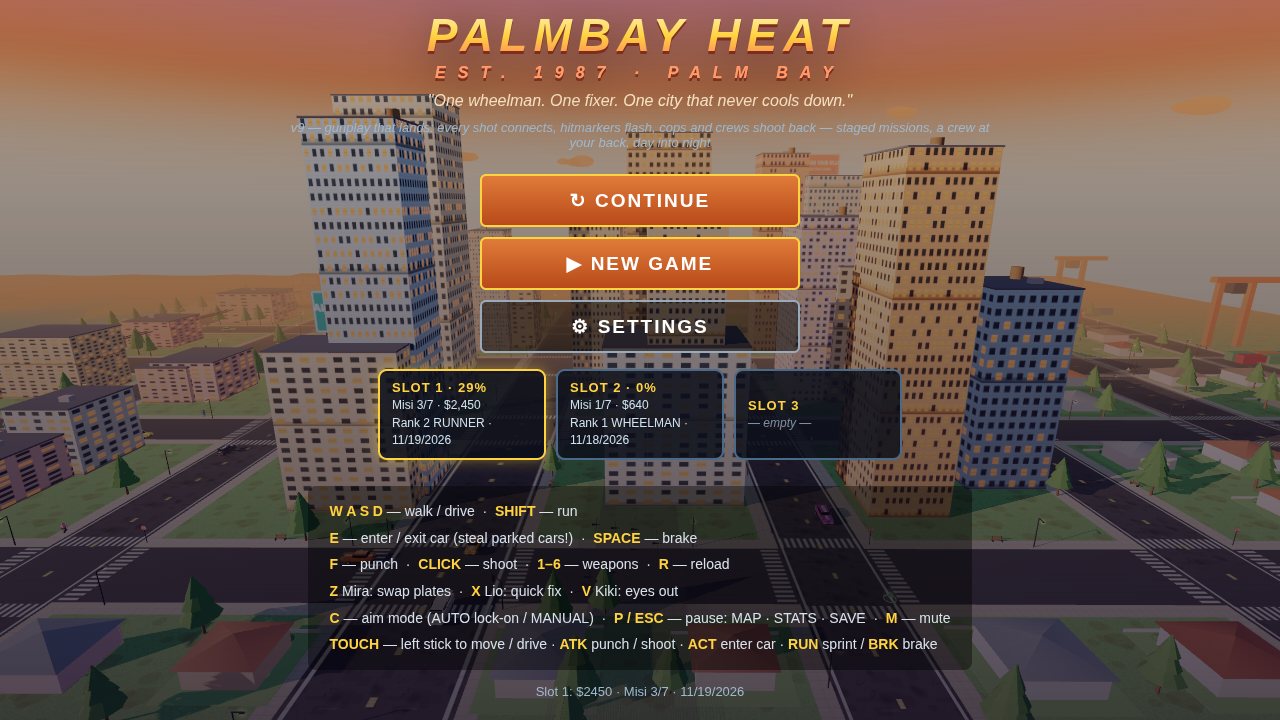 PALMBAY HEAT
EST. 1987 · PALM BAY
"One wheelman. One fixer. One city that never cools down."
v9 — gunplay that lands, every shot connects, hitmarkers flash, cops and crews shoot back — staged missions, a crew at
your back, day into night
↻ CONTINUE
▶ NEW GAME
⚙ SETTINGS
SLOT 1 · 29%
Misi 3/7 · $2,450
Rank 2 RUNNER ·
11/19/2026
SLOT 2 · 0%
Misi 1/7 · $640
Rank 1 WHEELMAN ·
11/18/2026
SLOT 3
— empty —
W A S D — walk / drive · SHIFT — run
E — enter / exit car (steal parked cars!) · SPACE — brake
F — punch · CLICK — shoot · 1–6 — weapons · R — reload
Z Mira: swap plates · X Lio: quick fix · V Kiki: eyes out
C — aim mode (AUTO lock-on / MANUAL) · P / ESC — pause: MAP · STATS · SAVE · M — mute
TOUCH — left stick to move / drive · ATK punch / shoot · ACT enter car · RUN sprint / BRK brake
Slot 1: $2450 · Misi 3/7 · 11/19/2026